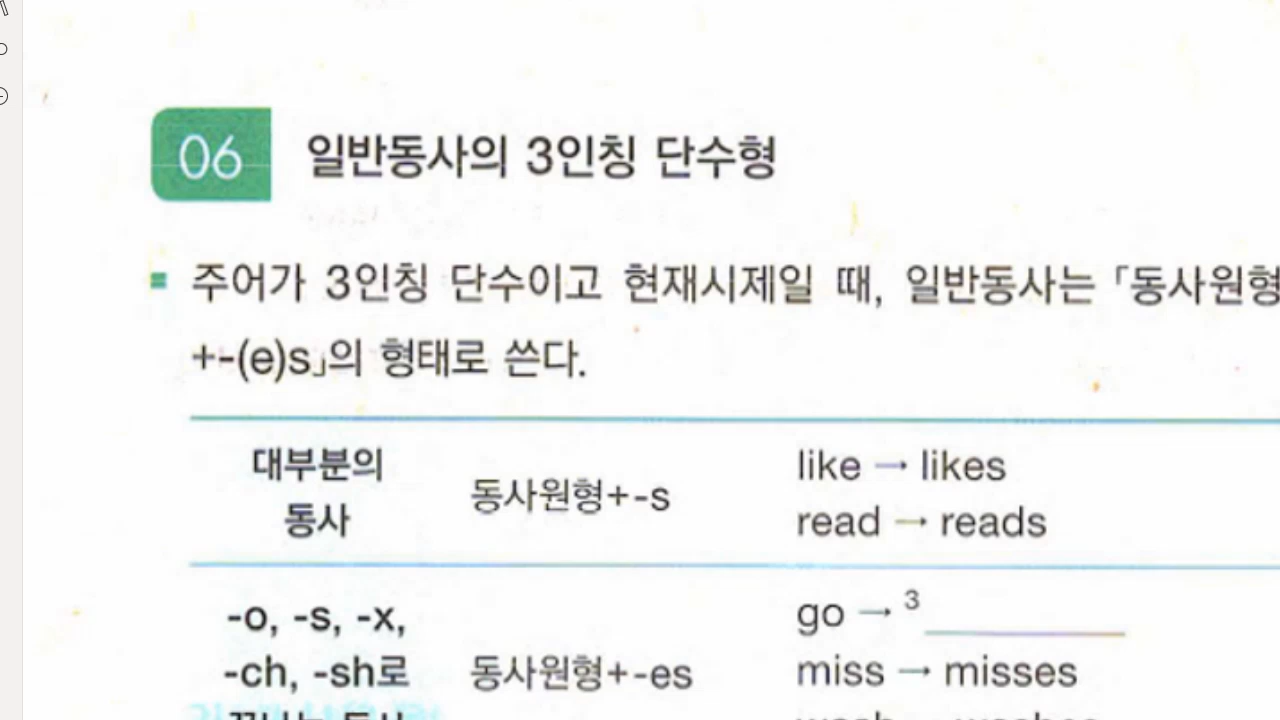 06 일반동사의 3인칭 단수형
주어가 3인칭 단수이고 현재시제일 때, 일반동사는 「동사원형
+-(e)s」의 형태로 쓴다.
대부분의
동사
동사원형+-s
like → likes
read → reads
-o, -s, -x,
-ch, -sh로
동사원형+-es
go → 3
miss → misses